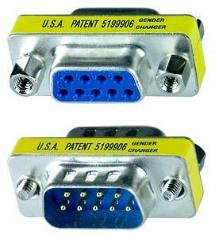 U.S.A. PATENT 5199906 GENDER
CHANGER
U.S.A. PATENT 5199906 GENDER
CHANGER